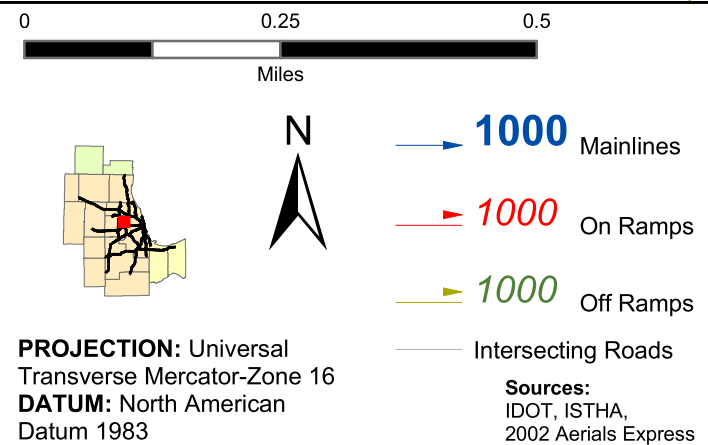 0 0.25 0.5
Miles
N
1000 Mainlines
1000 On Ramps
1000 Off Ramps
Intersecting Roads
PROJECTION: Universal
Transverse Mercator-Zone 16
DATUM: North American
Datum 1983
Sources:
IDOT, ISTHA,
2002 Aerials Express